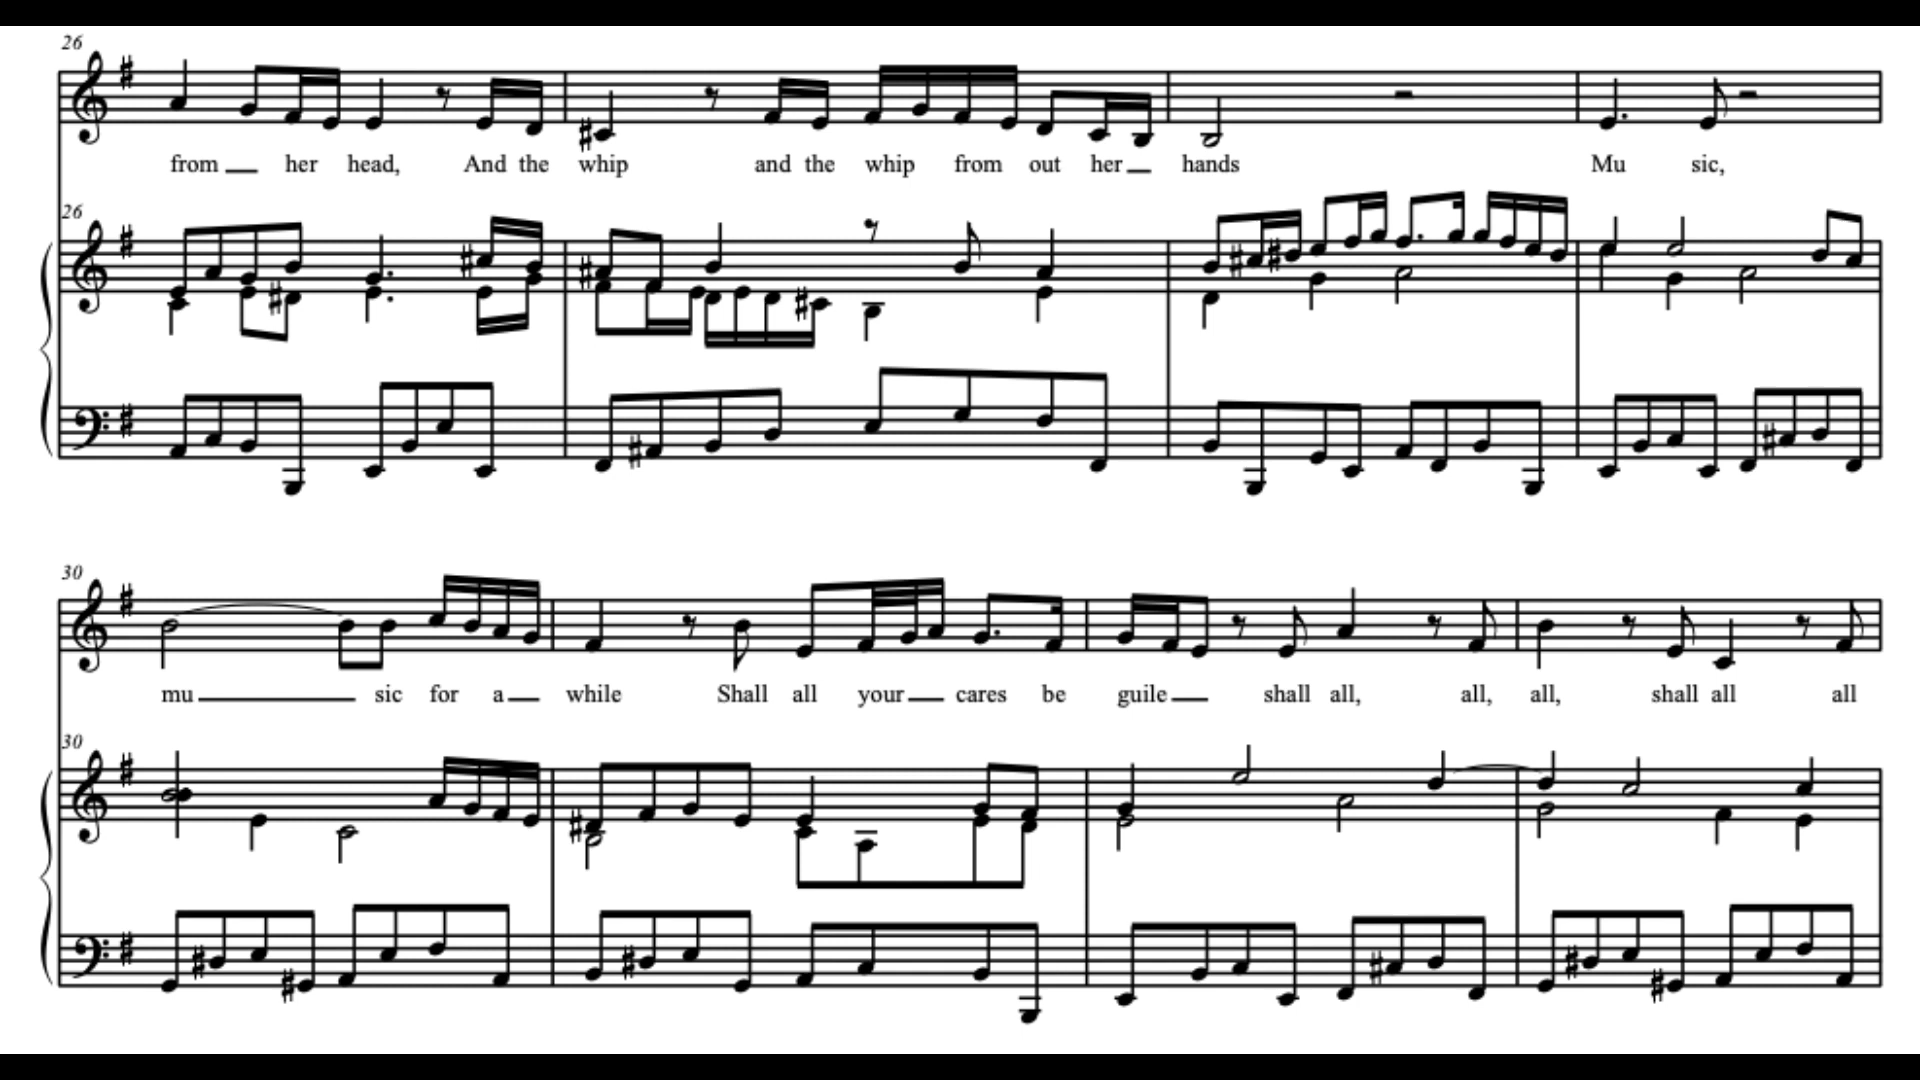 26
from her head, And the whip and the whip from out her hands Mu sic,
26
30
mu sic for a while Shall all your cares be guile shall all, all, all, shall all all
30